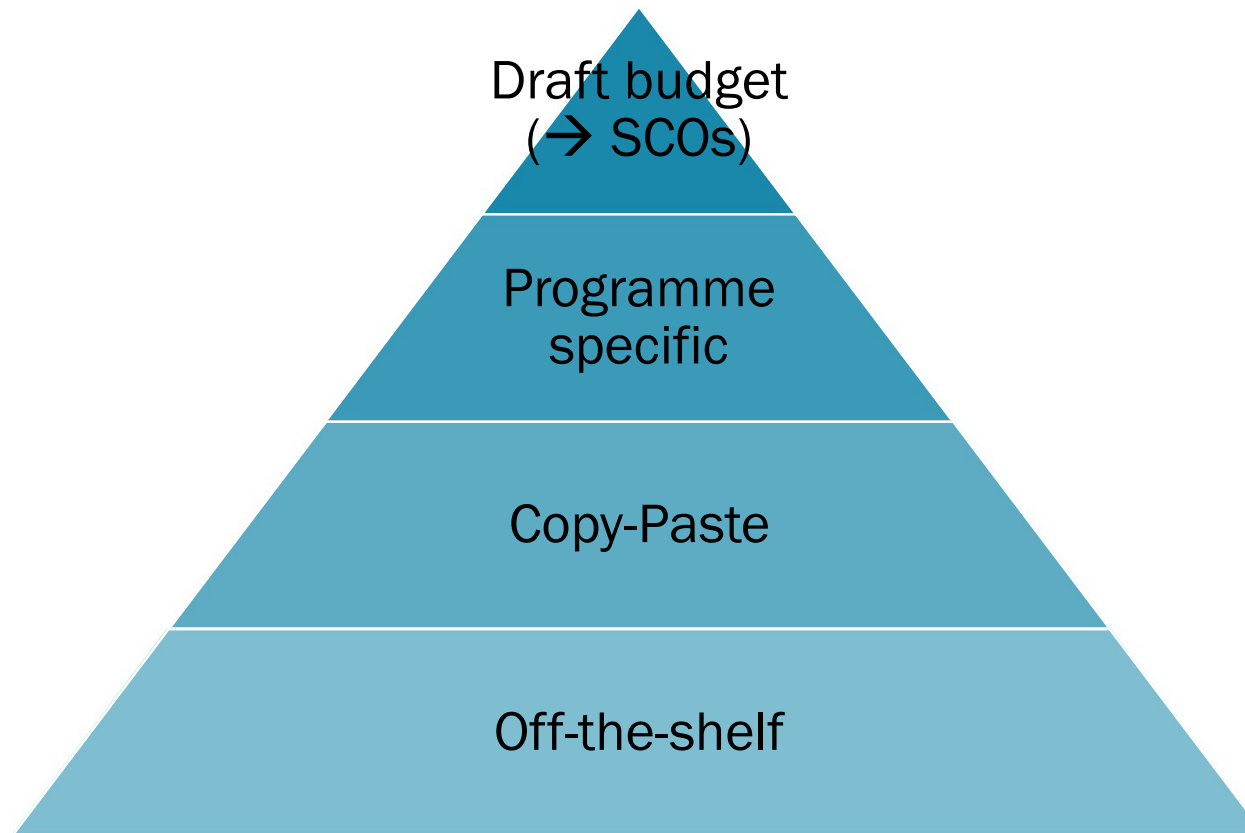 Draft budget
(→ SCOs)
Programme
specific
Copy-Paste
Off-the-shelf